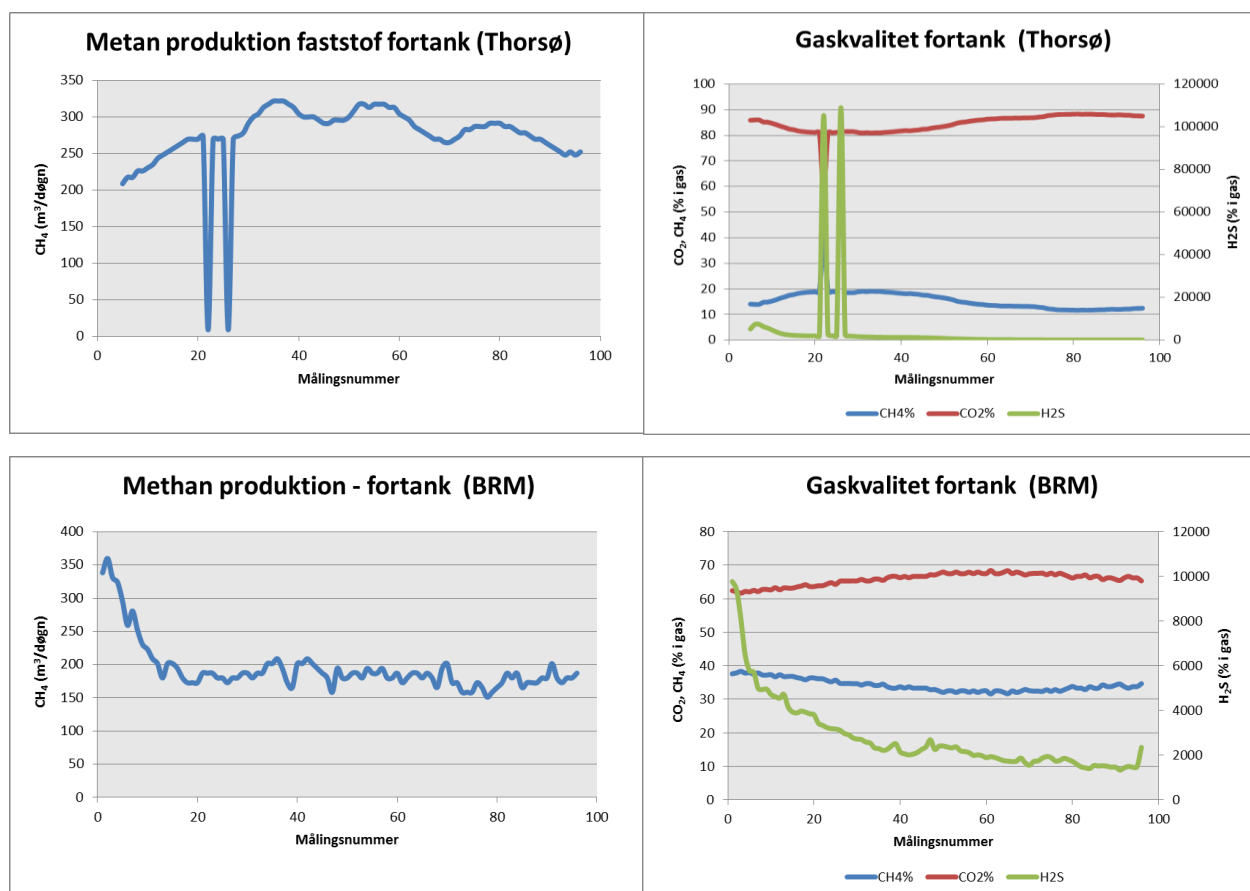 Metan produktion faststof fortank (Thorsø)
CH4 (m3/døgn)
350
300
250
200
150
100
50
0
0 20 40 60 80 100
Målingsnummer
Gaskvalitet fortank (Thorsø)
CO2, CH4 (% i gas)
100
90
80
70
60
50
40
30
20
10
0
120000
100000
80000
60000
40000
20000
0
H2S (% i gas)
0 20 40 60 80 100
Målingsnummer
CH4% CO2% H2S
Methan produktion - fortank (BRM)
CH4 (m3/døgn)
400
350
300
250
200
150
100
50
0
0 20 40 60 80 100
Målingsnummer
Gaskvalitet fortank (BRM)
CO2, CH4 (% i gas)
80
70
60
50
40
30
20
10
0
12000
10000
8000
6000
4000
2000
0
H2S (% i gas)
0 20 40 60 80 100
Målingsnummer
CH4% CO2% H2S